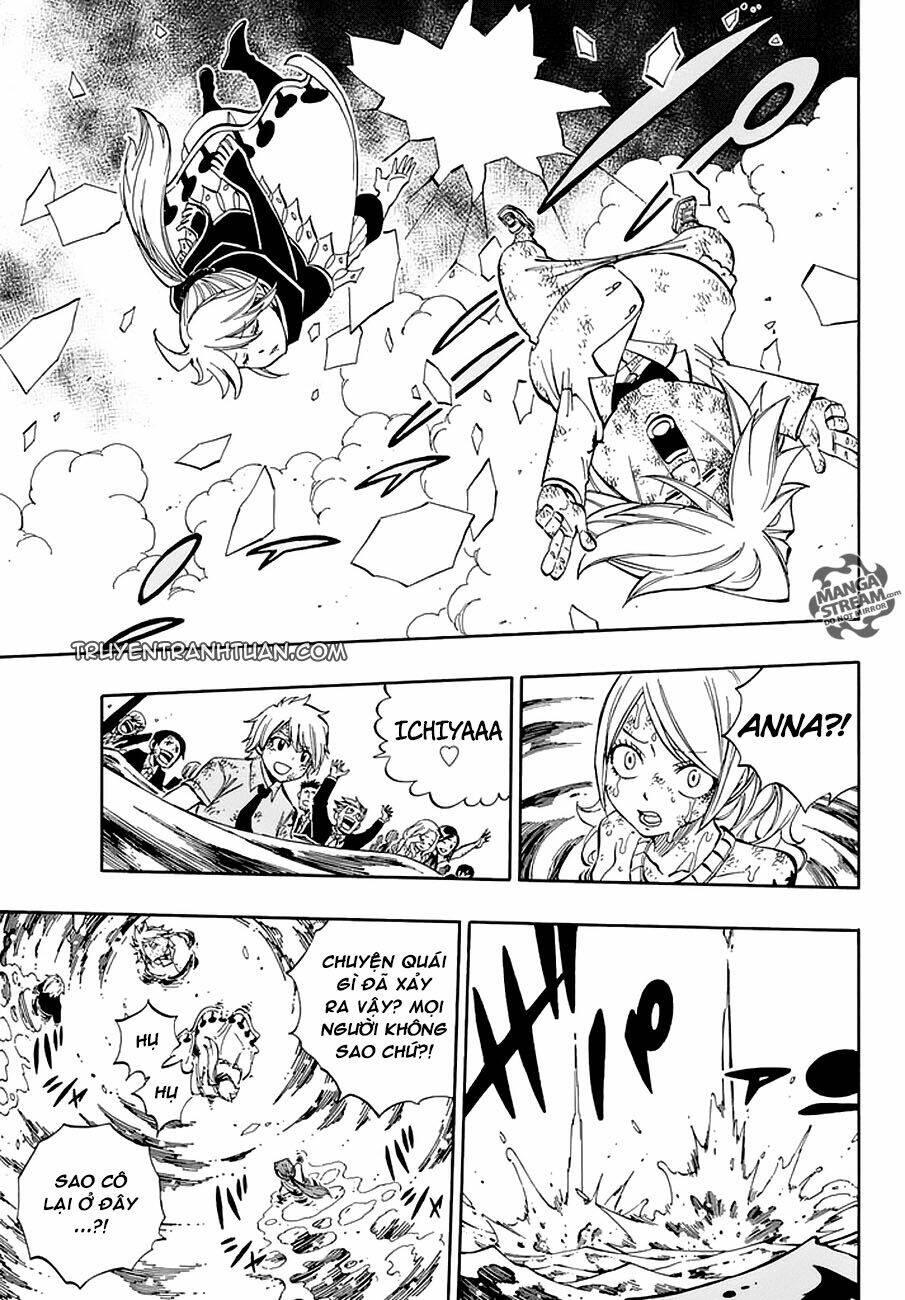 MANGA
STREAM.com
DO NOT MIRROR
TRUYENTRANHTUAN.COM
ANNA?!
ICHIYAAA
♡
CHUYỆN QUÁI
GÌ ĐÃ XẢY
RA VẬY? MỌI
NGƯỜI KHÔNG
SAO CHỨ?!
HỤ
HỤ
SAO CÔ
LẠI Ở ĐÂY
...?!